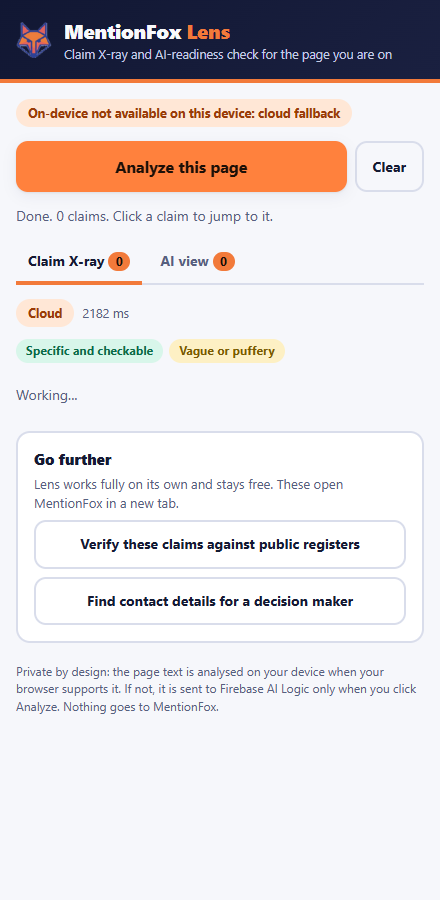 MentionFox Lens
Claim X-ray and AI-readiness check for the page you are on
On-device not available on this device: cloud fallback
Analyze this page
Clear
Done. 0 claims. Click a claim to jump to it.
Claim X-ray 0
AI view 0
Cloud
2182 ms
Specific and checkable
Vague or puffery
Working...
Go further
Lens works fully on its own and stays free. These open
MentionFox in a new tab.
Verify these claims against public registers
Find contact details for a decision maker
Private by design: the page text is analysed on your device when your
browser supports it. If not, it is sent to Firebase AI Logic only when you click
Analyze. Nothing goes to MentionFox.